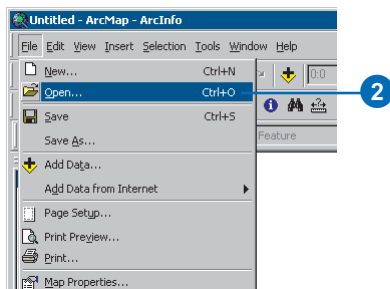 Untitled - ArcMap - ArcInfo
File Edit View Insert Selection Tools Window Help
New... Ctrl+N
Open... Ctrl+O
2
Save Ctrl+S
Save As...
Feature
Add Data...
Add Data from Internet
Page Setup...
Print Preview...
Print...
Map Properties...